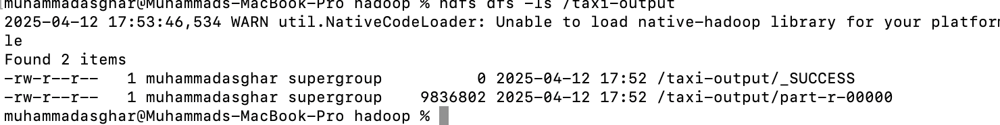 muhammadasghar@Muhammads-MacBook-Pro hadoop % hdfs dfs -ls /taxi-output
2025-04-12 17:53:46,534 WARN util.NativeCodeLoader: Unable to load native-hadoop library for your platfor
le
Found 2 items
-rw-r--r--   1 muhammadasghar supergroup          0 2025-04-12 17:52 /taxi-output/_SUCCESS
-rw-r--r--   1 muhammadasghar supergroup    9836802 2025-04-12 17:52 /taxi-output/part-r-00000
muhammadasghar@Muhammads-MacBook-Pro hadoop %